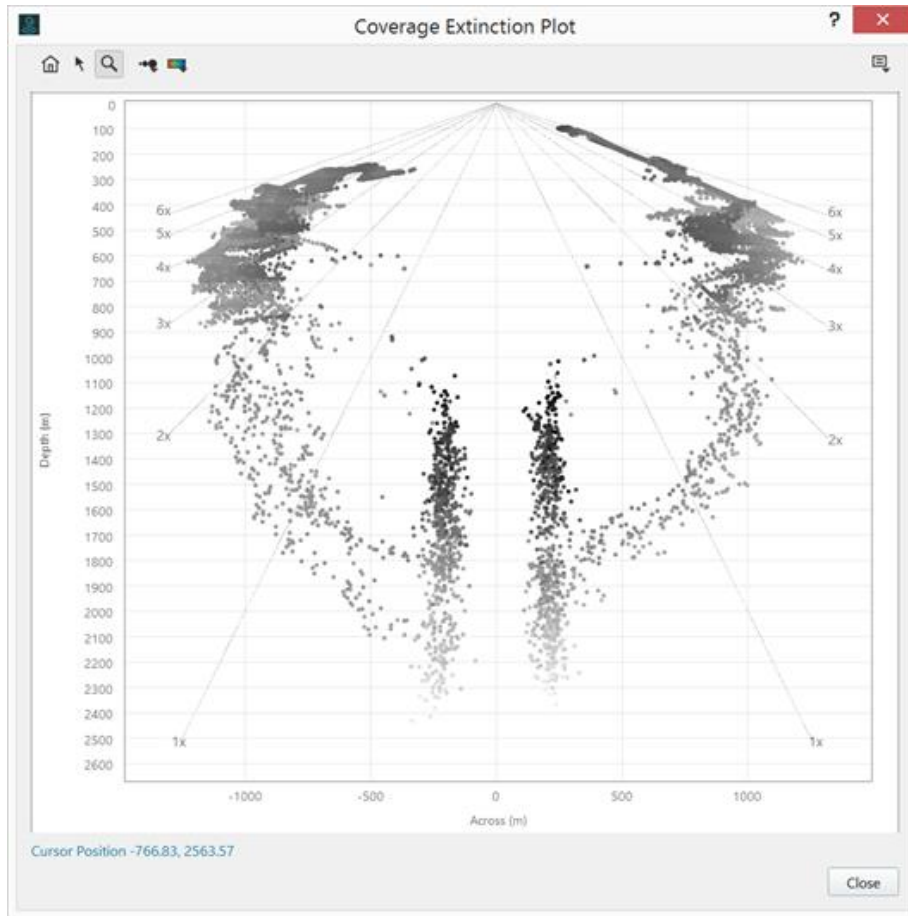 Coverage Extinction Plot
?
0
100
200
300
400
500
600
700
800
900
1000
1100
1200
1300
1400
1500
1600
1700
1800
1900
2000
2100
2200
2300
2400
2500
2600
Depth (m)
6x
5x
4x
3x
2x
1x
6x
5x
4x
3x
2x
1x
-1000 -500 0 500 1000
Across (m)
Cursor Position -766.83, 2563.57
Close